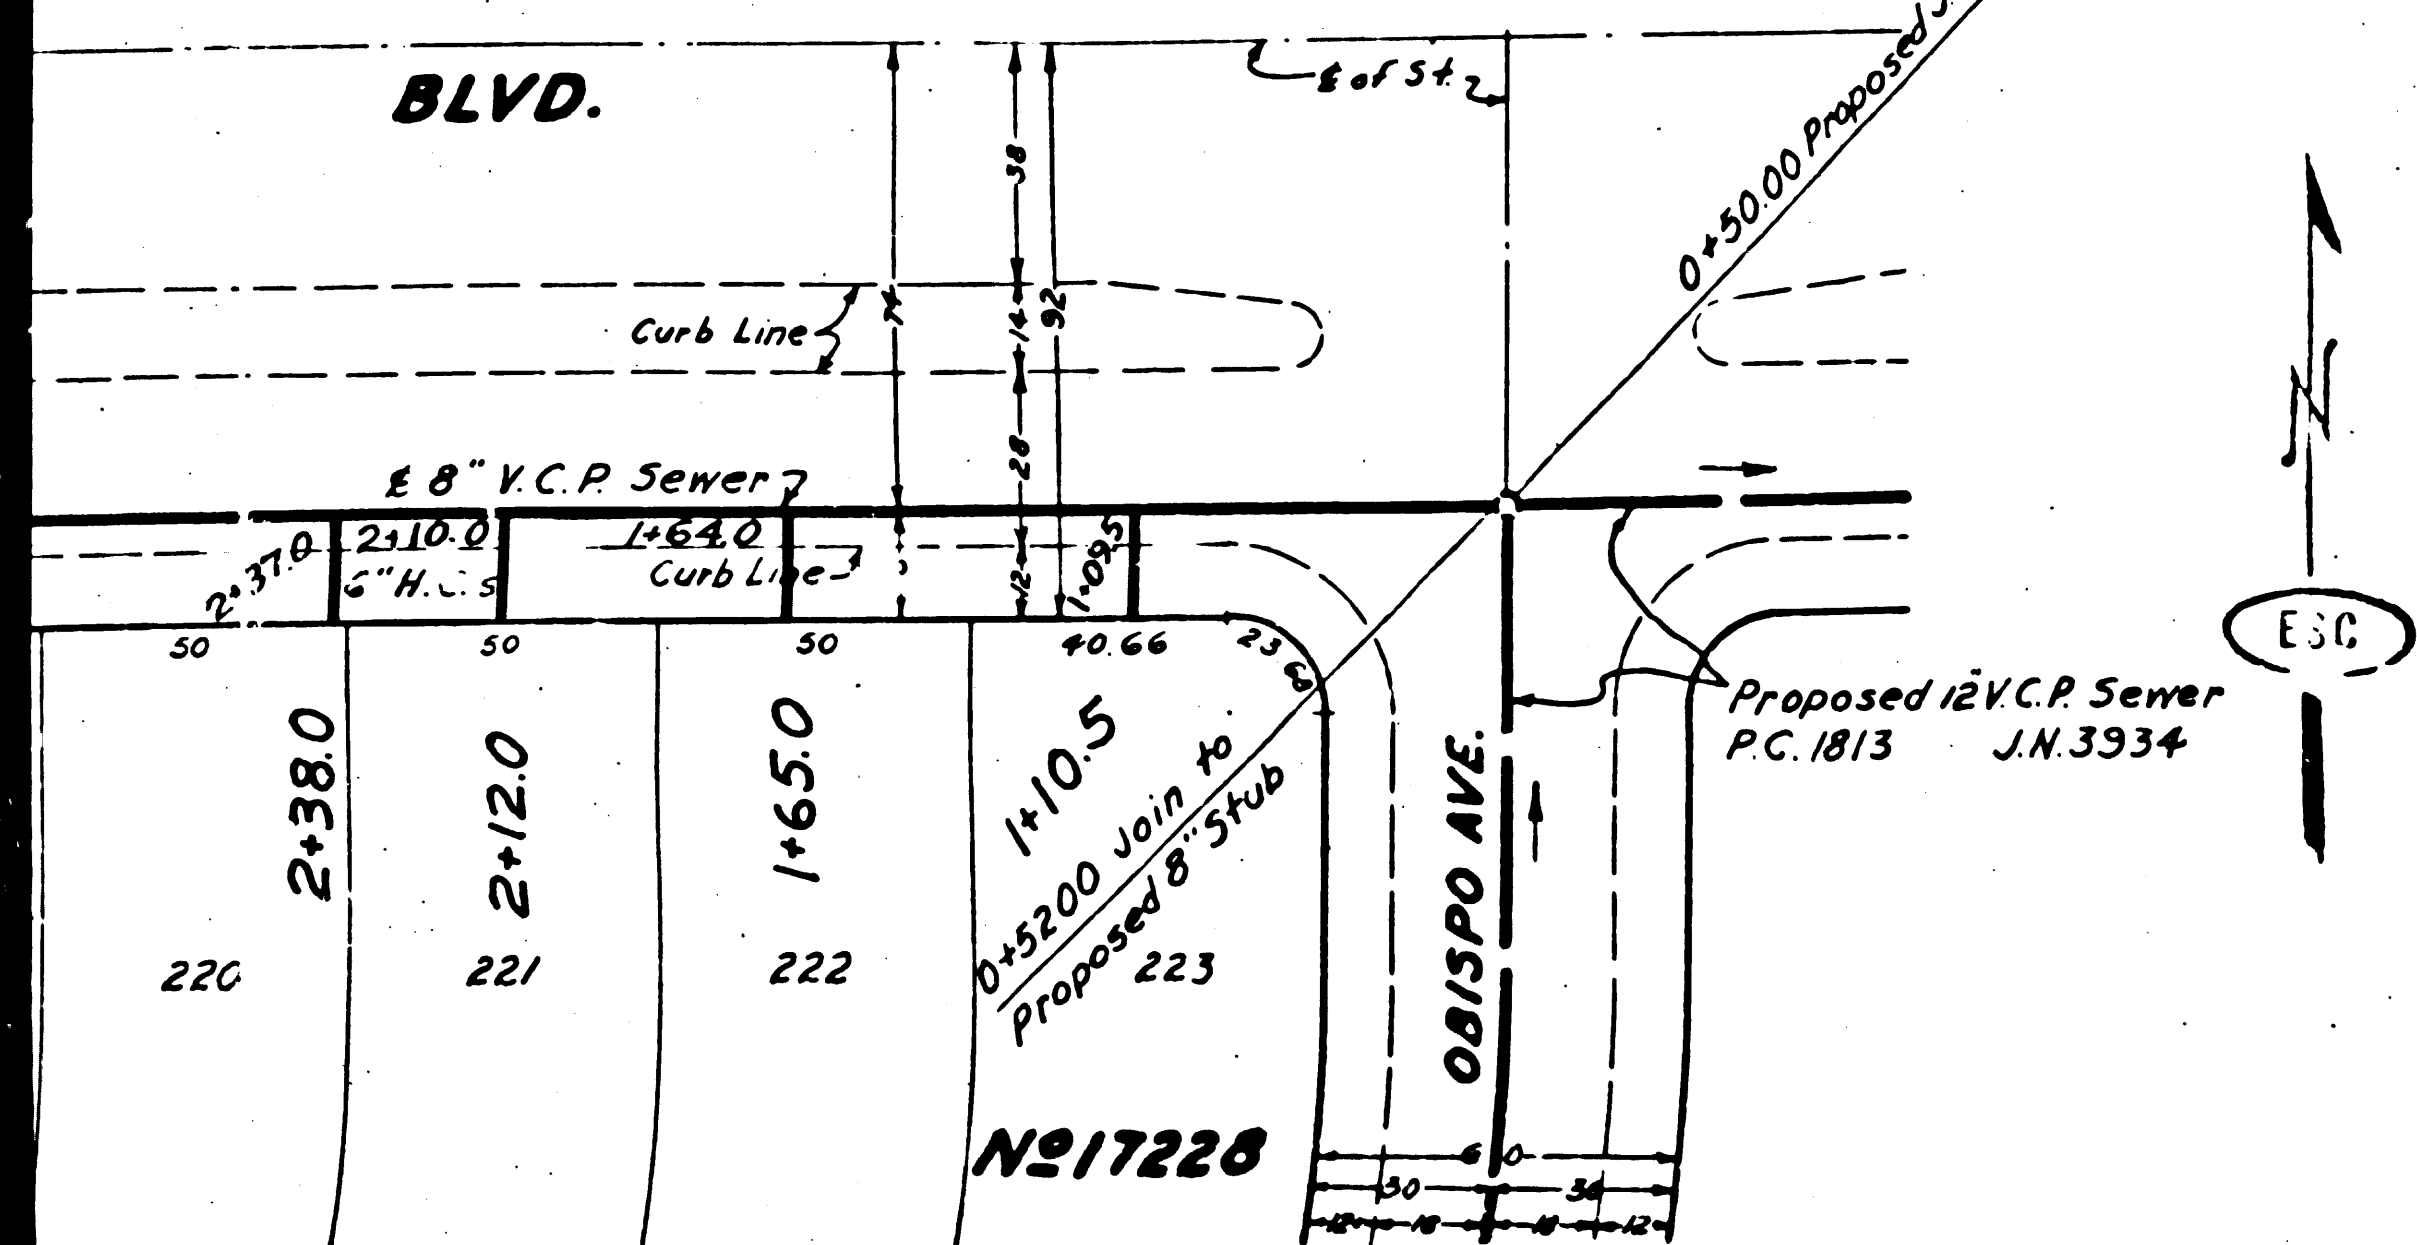 BLVD.
℄ of St.
0+50.00 Proposed
38
74
14
92
Curb Line
28
℄ 8" V.C.P. Sewer
2+37.0
2+10.0
6" H.C.s
1+64.0
Curb Line
12
1+09.5
50
50
50
40.66
23
2+38.0
2+12.0
1+65.0
1+10.5
0+5200 Join to
Proposed 8" Stub
220
221
222
223
OBISPO AVE.
Proposed 12" V.C.P. Sewer
P.C. 1813 J.N. 3934
N
ESC
No 17228
60
30 30
12 18 18 12